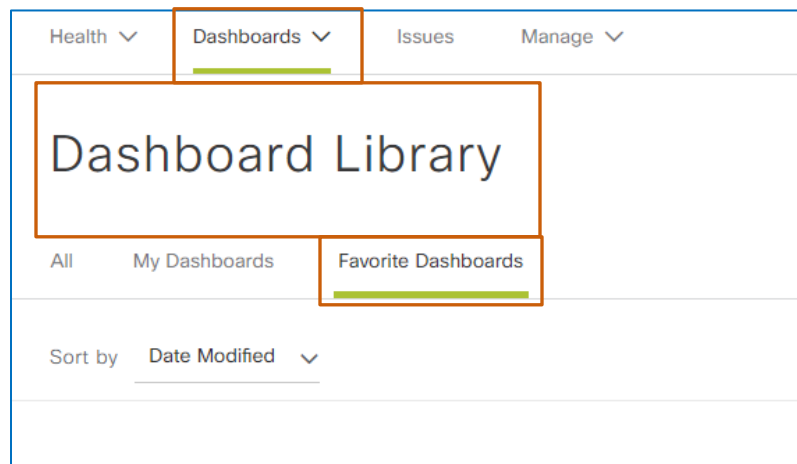 Health Dashboards Issues Manage
Dashboard Library
All My Dashboards Favorite Dashboards
Sort by Date Modified